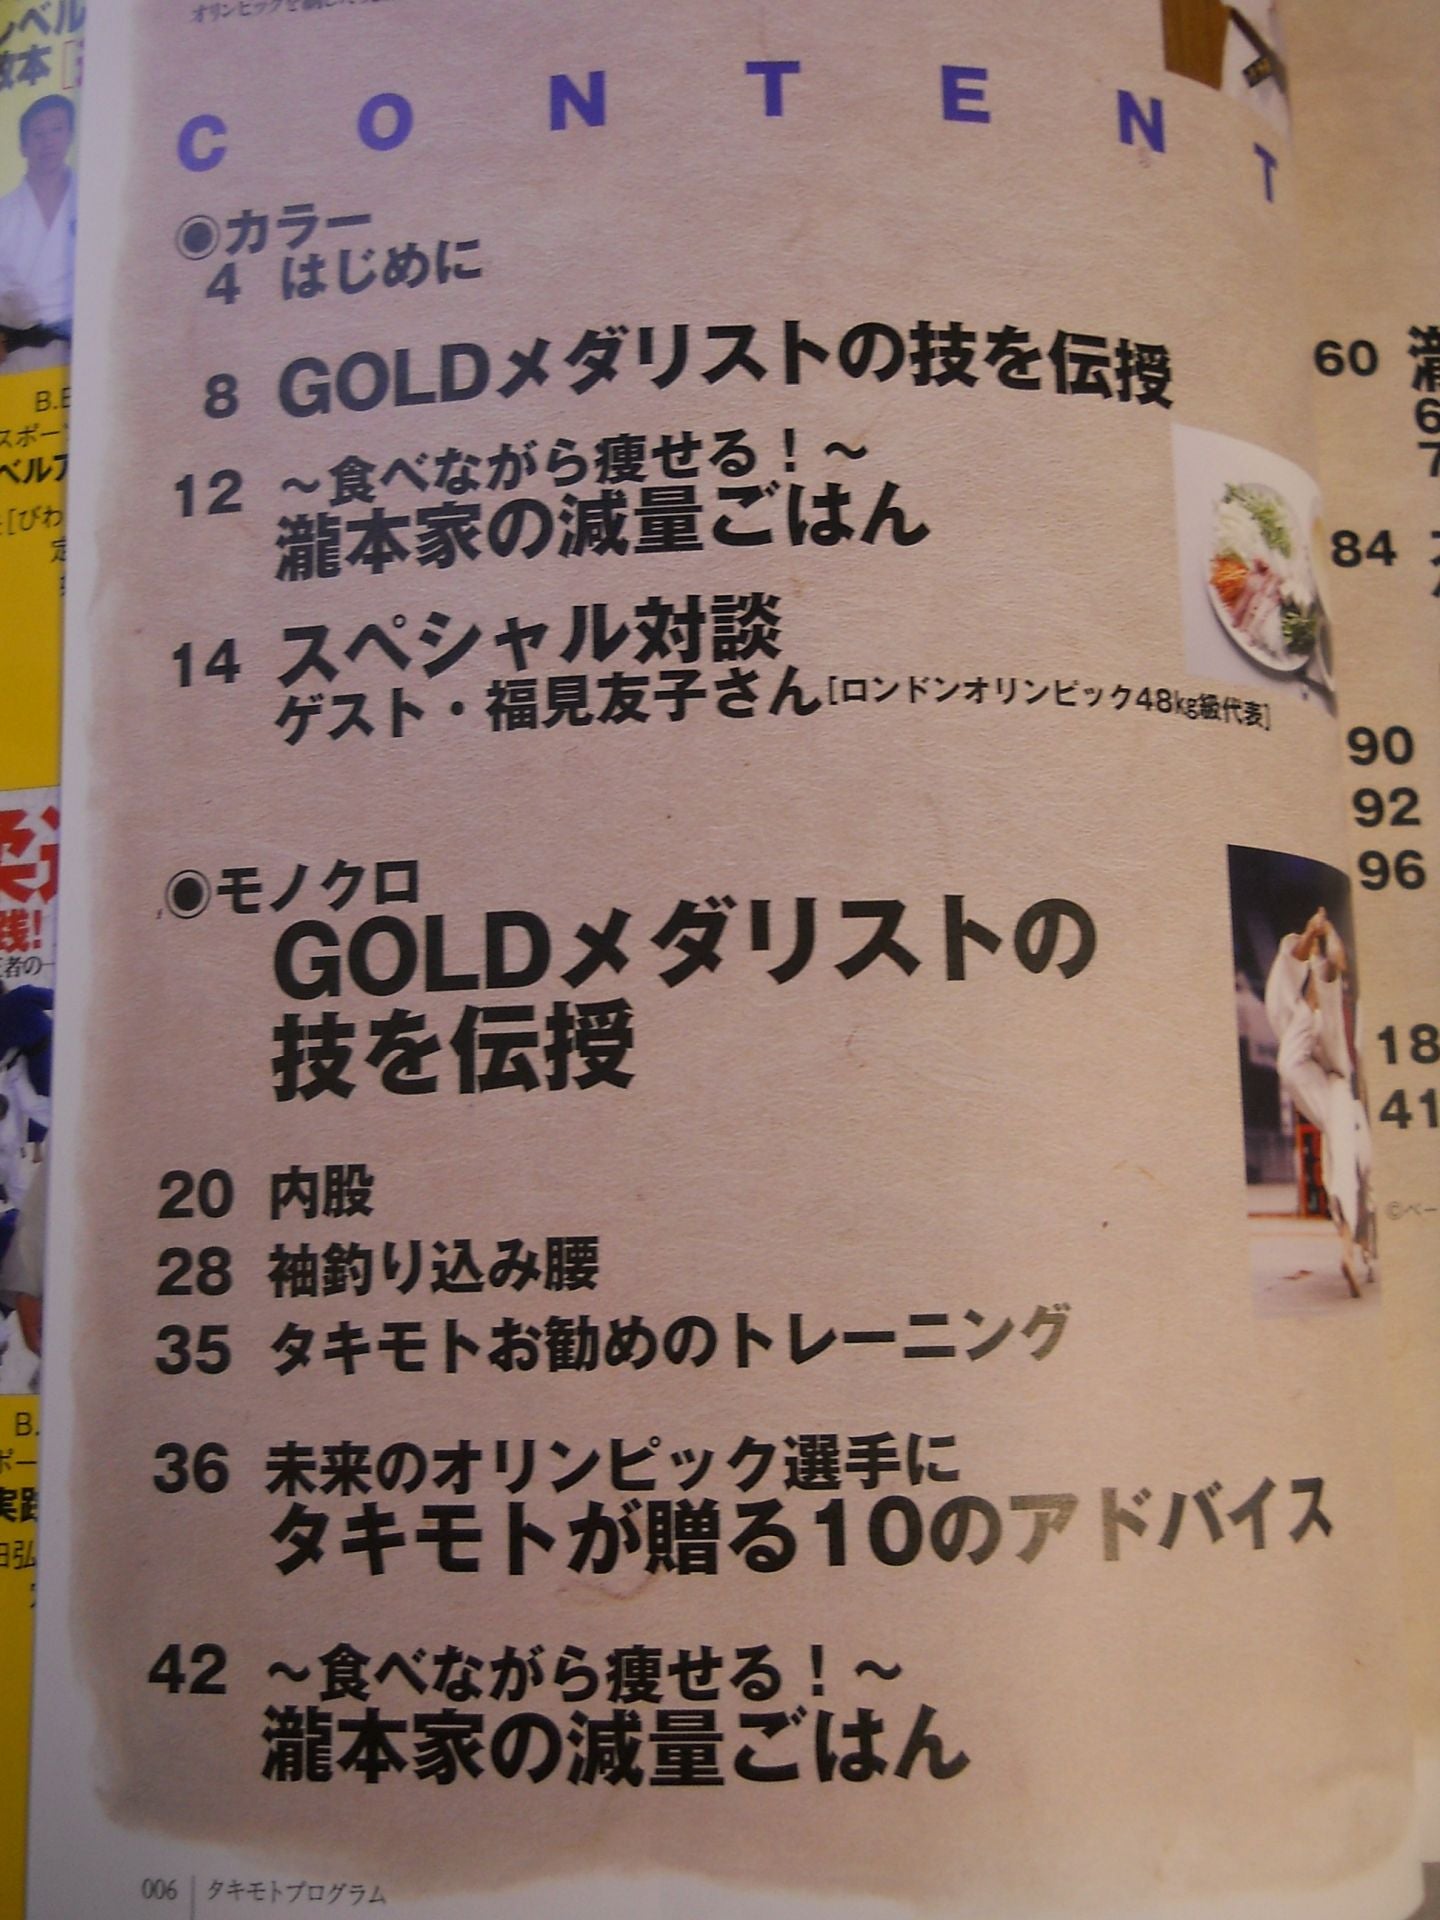 CONTENT
◉カラー
4 はじめに
8 GOLDメダリストの技を伝授
12 ～食べながら痩せる！～
瀧本家の減量ごはん
14 スペシャル対談
ゲスト・福見友子さん[ロンドンオリンピック48kg級代表]
◉モノクロ
GOLDメダリストの
技を伝授
20 内股
28 袖釣り込み腰
35 タキモトお勧めのトレーニング
36 未来のオリンピック選手に
タキモトが贈る10のアドバイス
42 ～食べながら痩せる！～
瀧本家の減量ごはん
006 タキモトプログラム
60
84
90
92
96
18
41